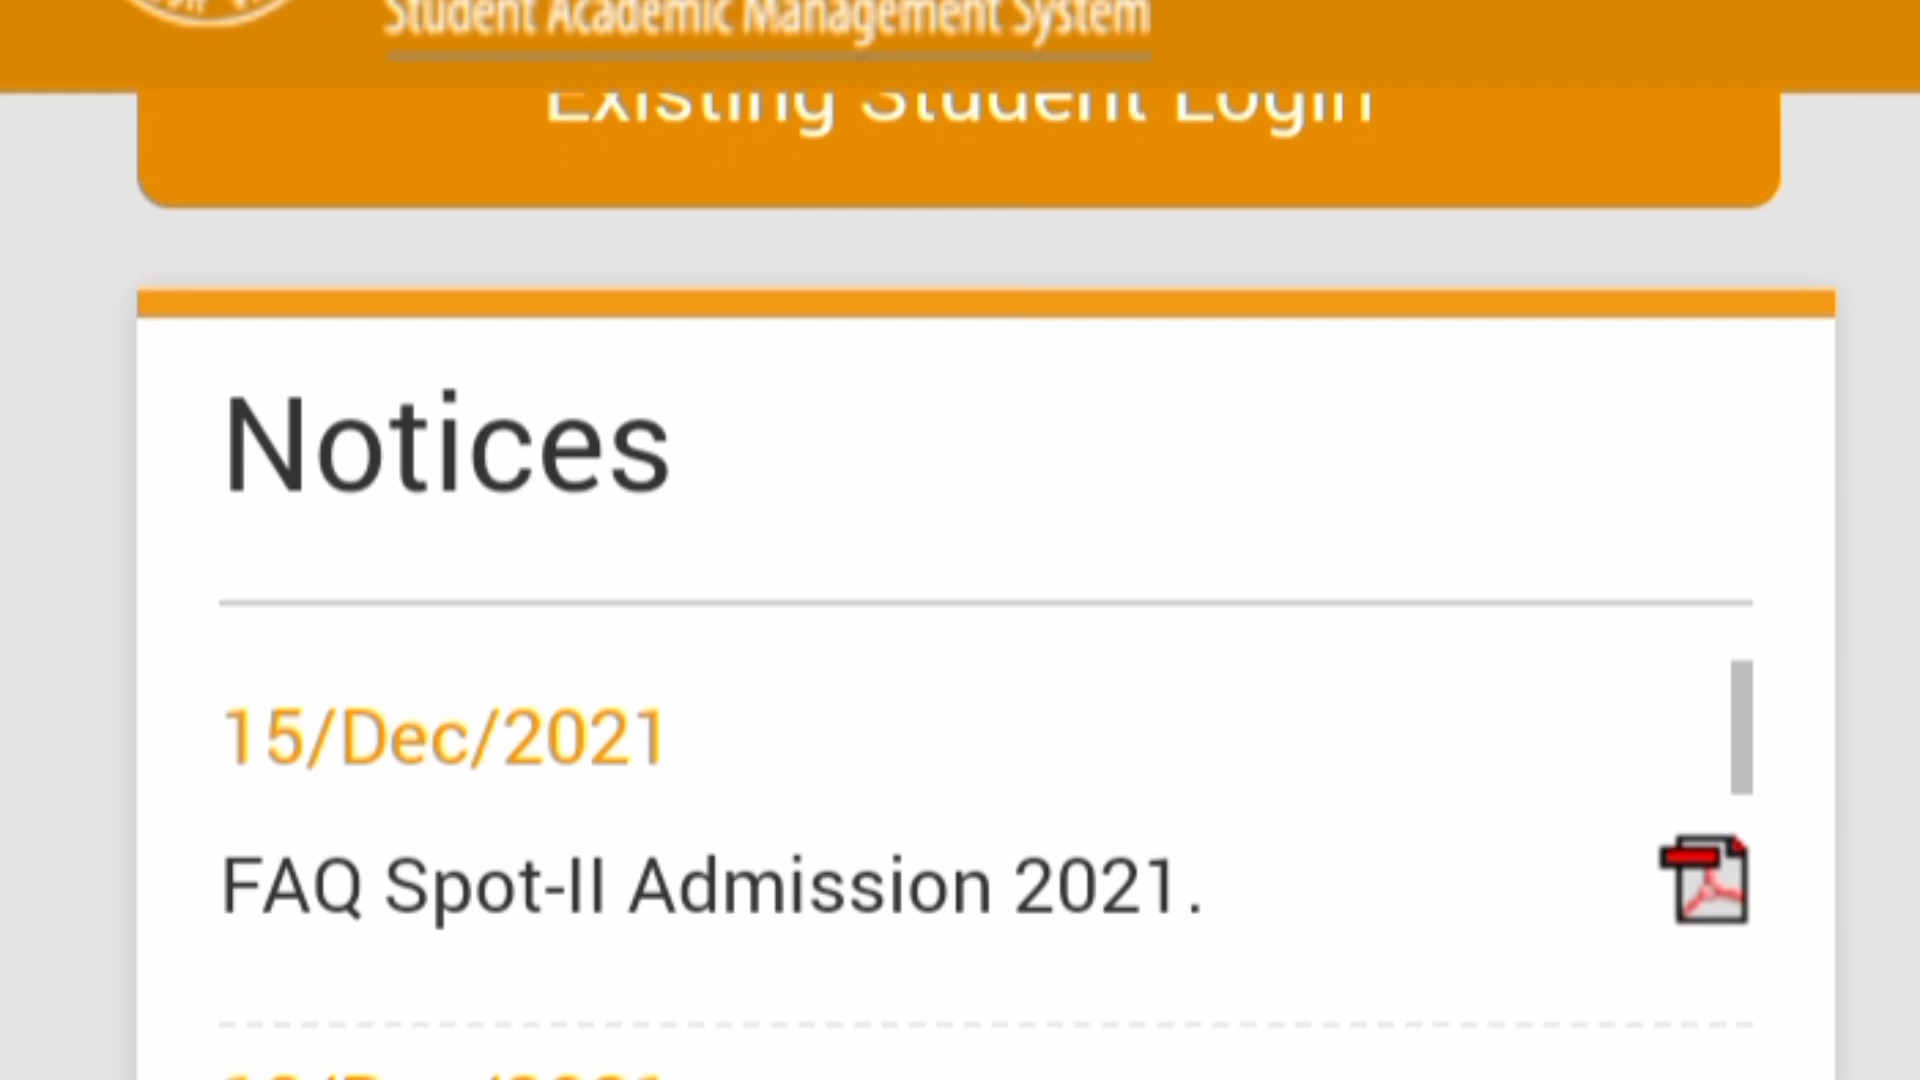 Student Academic Management System
Existing Student Login
Notices
15/Dec/2021
FAQ Spot-II Admission 2021.